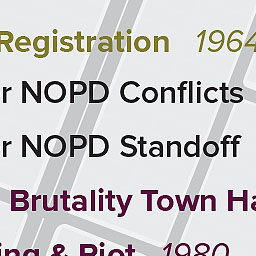 Registration 1964
r NOPD Conflicts
r NOPD Standoff
Brutality Town Ha
ing & Riot 1980